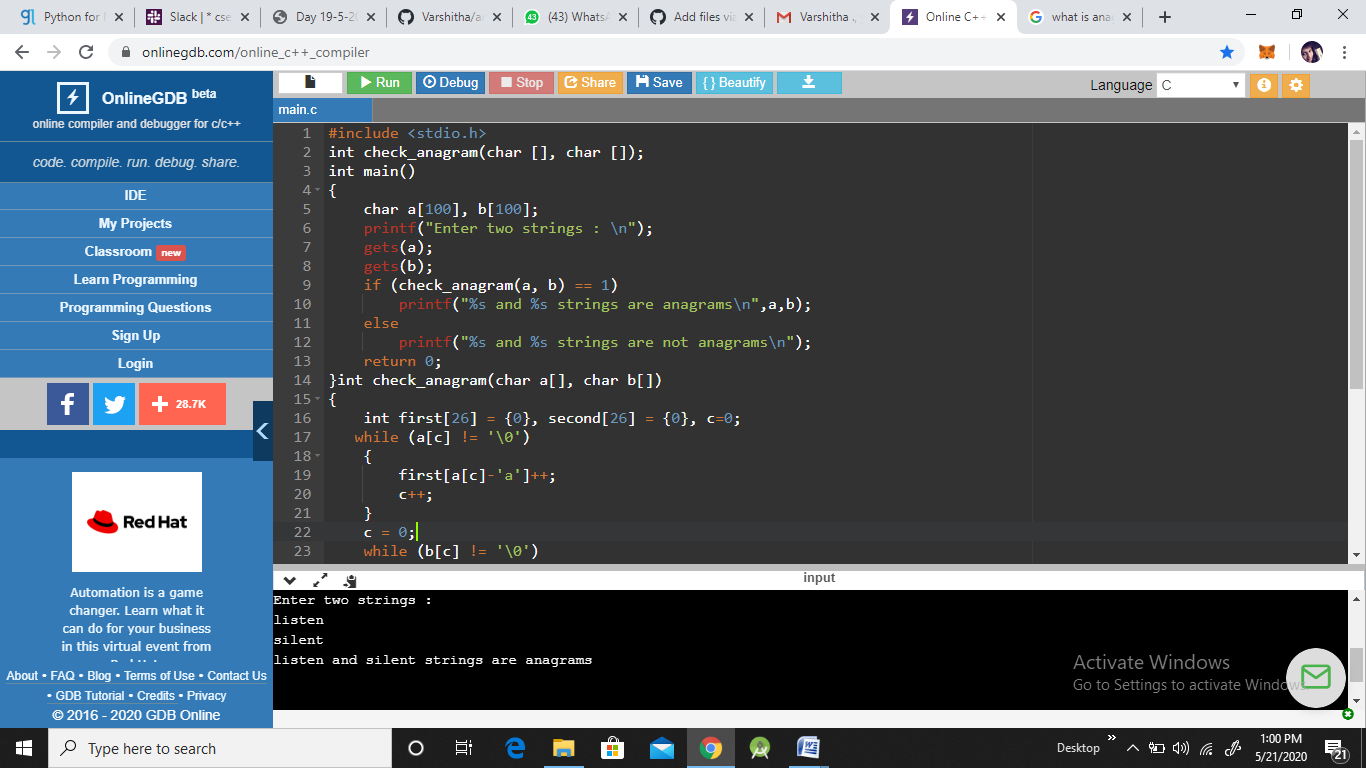 Python for
Slack | * cse
Day 19-5-2
Varshitha/a
(43) WhatsA
Add files via
Varshitha .
Online C++
what is ana
onlinegdb.com/online_c++_compiler
OnlineGDB beta
online compiler and debugger for c/c++
code. compile. run. debug. share.
IDE
My Projects
Classroom new
Learn Programming
Programming Questions
Sign Up
Login
28.7K
Red Hat
Automation is a game
changer. Learn what it
can do for your business
in this virtual event from
Red Hat
About • FAQ • Blog • Terms of Use • Contact Us
• GDB Tutorial • Credits • Privacy
© 2016 - 2020 GDB Online
Run Debug Stop Share Save { } Beautify
Language C
main.c
1 #include <stdio.h>
2 int check_anagram(char [], char []);
3 int main()
4 {
5 char a[100], b[100];
6 printf("Enter two strings : \n");
7 gets(a);
8 gets(b);
9 if (check_anagram(a, b) == 1)
10 printf("%s and %s strings are anagrams\n",a,b);
11 else
12 printf("%s and %s strings are not anagrams\n");
13 return 0;
14 }int check_anagram(char a[], char b[])
15 {
16 int first[26] = {0}, second[26] = {0}, c=0;
17 while (a[c] != '\0')
18 {
19 first[a[c]-'a']++;
20 c++;
21 }
22 c = 0;
23 while (b[c] != '\0')
input
Enter two strings :
listen
silent
listen and silent strings are anagrams
Activate Windows
Go to Settings to activate Windows.
Type here to search
Desktop
1:00 PM
5/21/2020
21